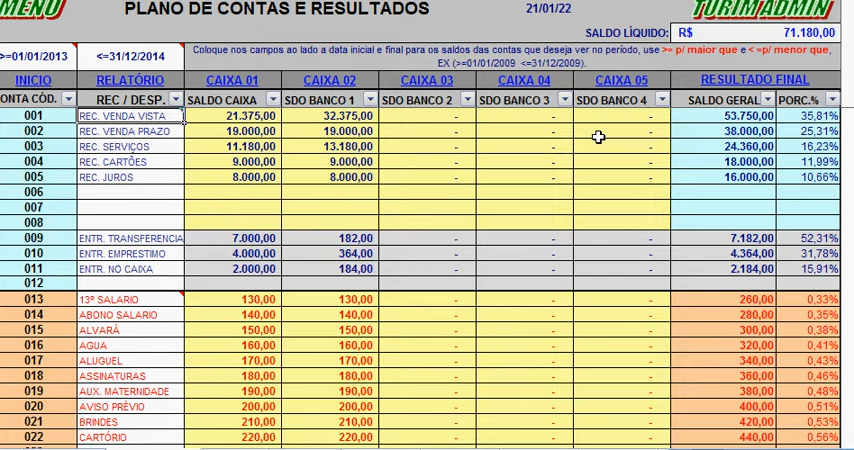 MENU PLANO DE CONTAS E RESULTADOS 21/01/22 TURIMADMIN
SALDO LÍQUIDO: R$ 71.180,00
>=01/01/2013 <=31/12/2014 Coloque nos campos ao lado a data inicial e final para os saldos das contas que deseja ver no período, use >= p/ maior que e < =p/ menor que,
EX (>=01/01/2009 <=31/12/2009).
INICIO RELATÓRIO CAIXA 01 CAIXA 02 CAIXA 03 CAIXA 04 CAIXA 05 RESULTADO FINAL
ONTA CÓD. REC / DESP. SALDO CAIXA SDO BANCO 1 SDO BANCO 2 SDO BANCO 3 SDO BANCO 4 SALDO GERAL PORC.%
001 REC. VENDA VISTA 21.375,00 32.375,00 - - - 53.750,00 35,81%
002 REC. VENDA PRAZO 19.000,00 19.000,00 - - - 38.000,00 25,31%
003 REC. SERVIÇOS 11.180,00 13.180,00 - - - 24.360,00 16,23%
004 REC. CARTÕES 9.000,00 9.000,00 - - - 18.000,00 11,99%
005 REC. JUROS 8.000,00 8.000,00 - - - 16.000,00 10,66%
006
007
008
009 ENTR. TRANSFERENCIA 7.000,00 182,00 - - - 7.182,00 52,31%
010 ENTR. EMPRESTIMO 4.000,00 364,00 - - - 4.364,00 31,78%
011 ENTR. NO CAIXA 2.000,00 184,00 - - - 2.184,00 15,91%
012
013 13º SALARIO 130,00 130,00 - - - 260,00 0,33%
014 ABONO SALARIO 140,00 140,00 - - - 280,00 0,35%
015 ALVARÁ 150,00 150,00 - - - 300,00 0,38%
016 AGUA 160,00 160,00 - - - 320,00 0,41%
017 ALUGUEL 170,00 170,00 - - - 340,00 0,43%
018 ASSINATURAS 180,00 180,00 - - - 360,00 0,46%
019 AUX. MATERNIDADE 190,00 190,00 - - - 380,00 0,48%
020 AVISO PRÉVIO 200,00 200,00 - - - 400,00 0,51%
021 BRINDES 210,00 210,00 - - - 420,00 0,53%
022 CARTÓRIO 220,00 220,00 - - - 440,00 0,56%